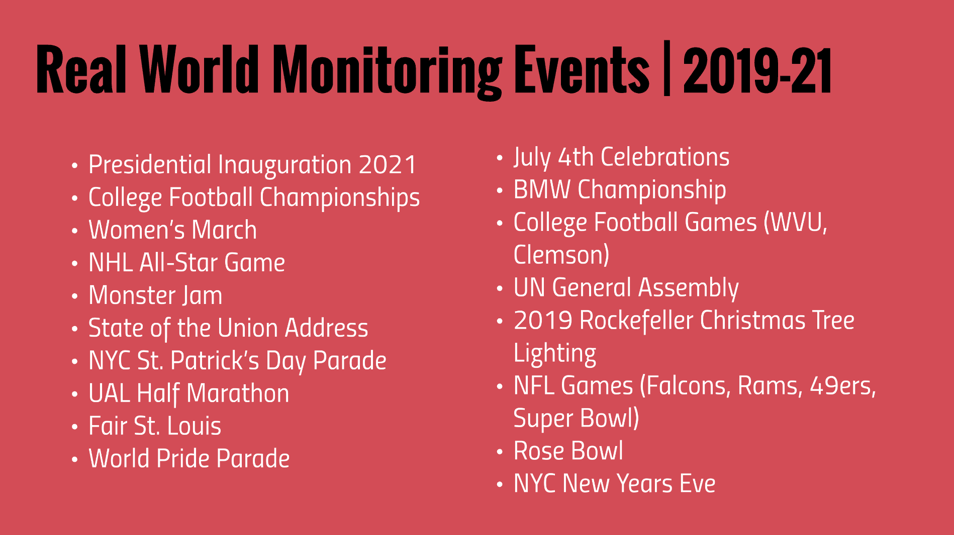 Real World Monitoring Events | 2019-21
• Presidential Inauguration 2021
• College Football Championships
• Women's March
• NHL All-Star Game
• Monster Jam
• State of the Union Address
• NYC St. Patrick's Day Parade
• UAL Half Marathon
• Fair St. Louis
• World Pride Parade
• July 4th Celebrations
• BMW Championship
• College Football Games (WVU,
Clemson)
• UN General Assembly
• 2019 Rockefeller Christmas Tree
Lighting
• NFL Games (Falcons, Rams, 49ers,
Super Bowl)
• Rose Bowl
• NYC New Years Eve